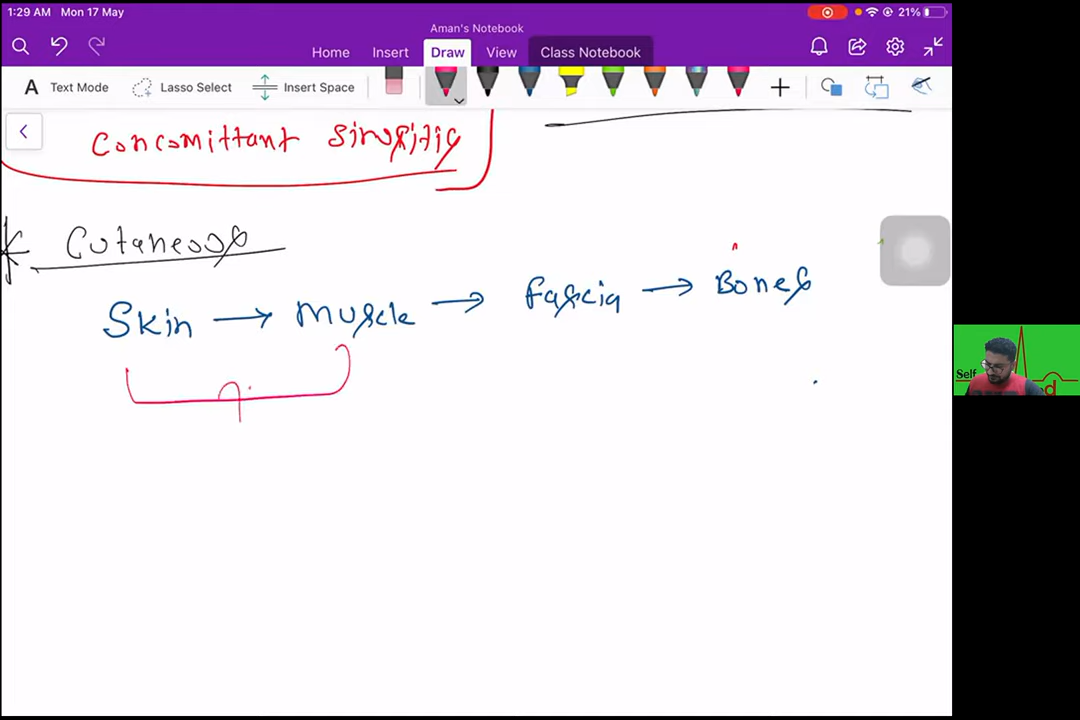 1:29 AM Mon 17 May
21%
Aman's Notebook
Home Insert Draw View Class Notebook
A Text Mode Lasso Select Insert Space
Concomittant Sinusitis
* Cutaneous
Skin → Muscle → Fascia → Bones
Self
d